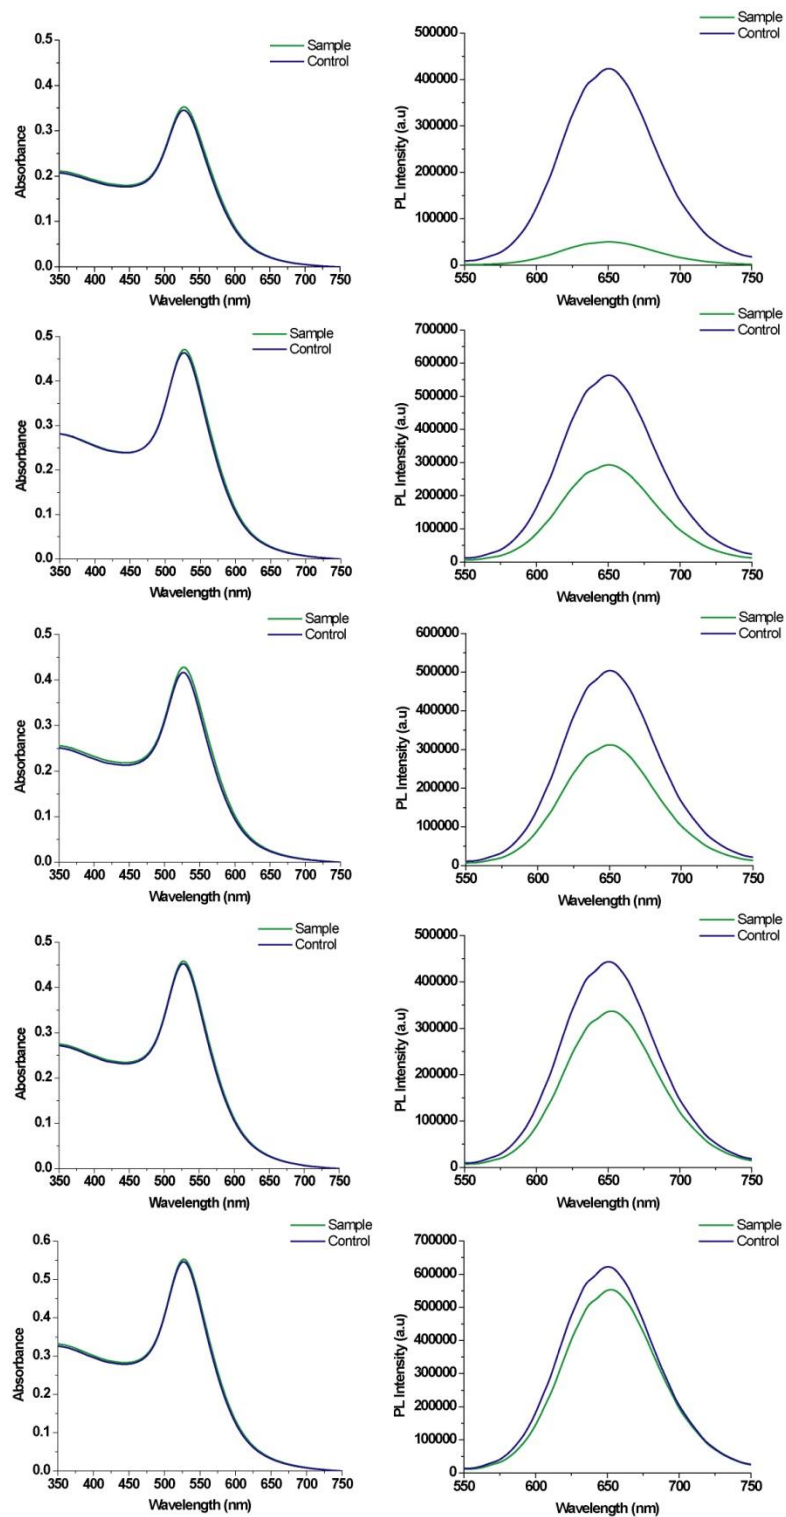 Sample
Control
0.5
0.4
0.3
0.2
0.1
0.0
Absorbance
350 400 450 500 550 600 650 700 750
Wavelength (nm)
Sample
Control
500000
400000
300000
200000
100000
0
PL Intensity (a.u)
550 600 650 700 750
Wavelength (nm)
Sample
Control
0.5
0.4
0.3
0.2
0.1
0.0
Absorbance
350 400 450 500 550 600 650 700 750
Wavelength (nm)
Sample
Control
700000
600000
500000
400000
300000
200000
100000
0
PL Intensity (a.u)
550 600 650 700 750
Wavelength (nm)
Sample
Control
0.5
0.4
0.3
0.2
0.1
0.0
Abosrbance
350 400 450 500 550 600 650 700 750
Wavelength (nm)
Sample
Control
600000
500000
400000
300000
200000
100000
0
PL Intensity (a.u)
550 600 650 700 750
Wavelength (nm)
Sample
Control
0.5
0.4
0.3
0.2
0.1
0.0
Abosrbance
350 400 450 500 550 600 650 700 750
Wavelength (nm)
Sample
Control
500000
400000
300000
200000
100000
0
PL Intensity (a.u)
550 600 650 700 750
Wavelength (nm)
Sample
Control
0.6
0.5
0.4
0.3
0.2
0.1
0.0
Absorbance
350 400 450 500 550 600 650 700 750
Wavelength (nm)
Sample
Control
700000
600000
500000
400000
300000
200000
100000
0
PL Intensity (a.u)
550 600 650 700 750
Wavelength (nm)